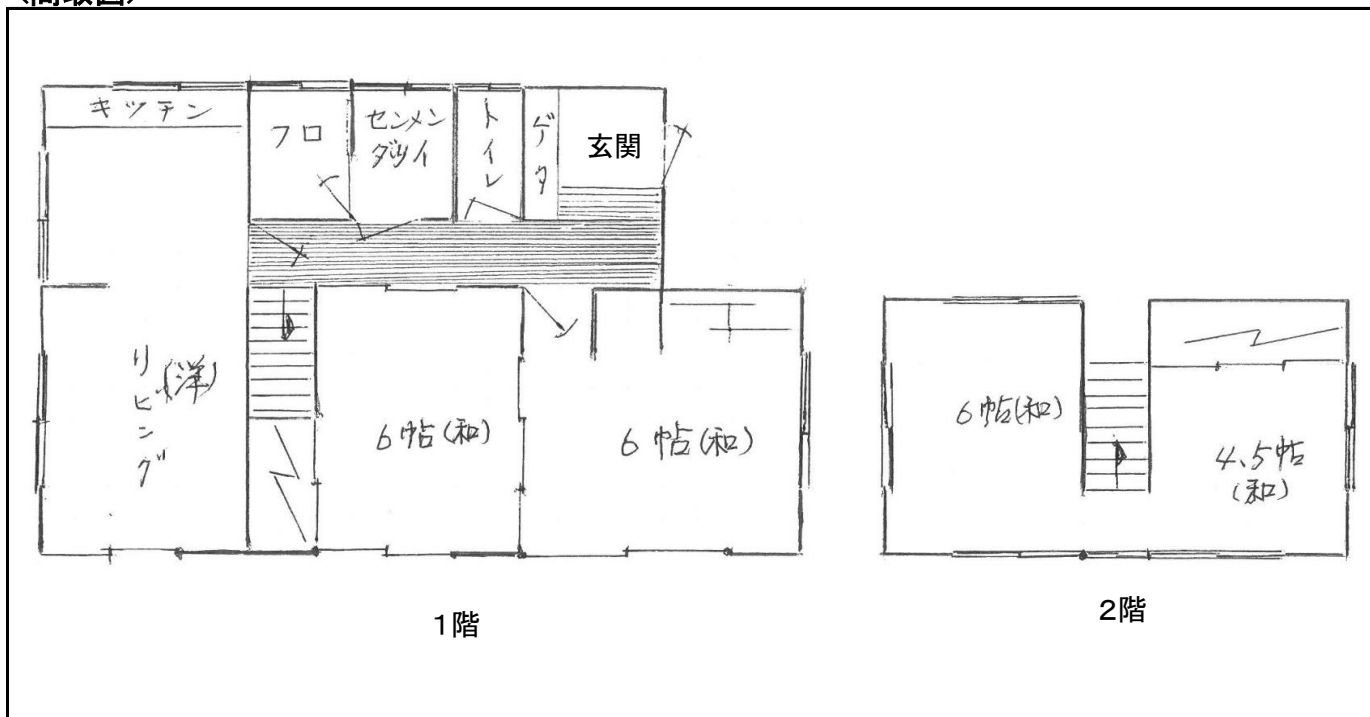 (間取図)
キッチン
フロ
センメン
ダツイ
トイレ
ゲタ
玄関
リビング
(洋)
6帖(和)
6帖(和)
1階
6帖(和)
4.5帖
(和)
2階